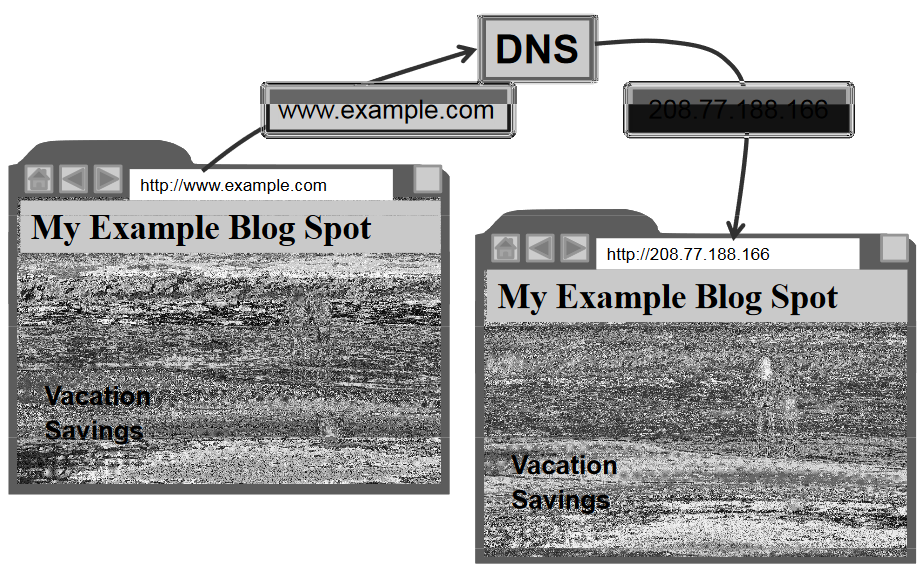 DNS
www.example.com
208.77.188.166
http://www.example.com
My Example Blog Spot
Vacation
Savings
http://208.77.188.166
My Example Blog Spot
Vacation
Savings